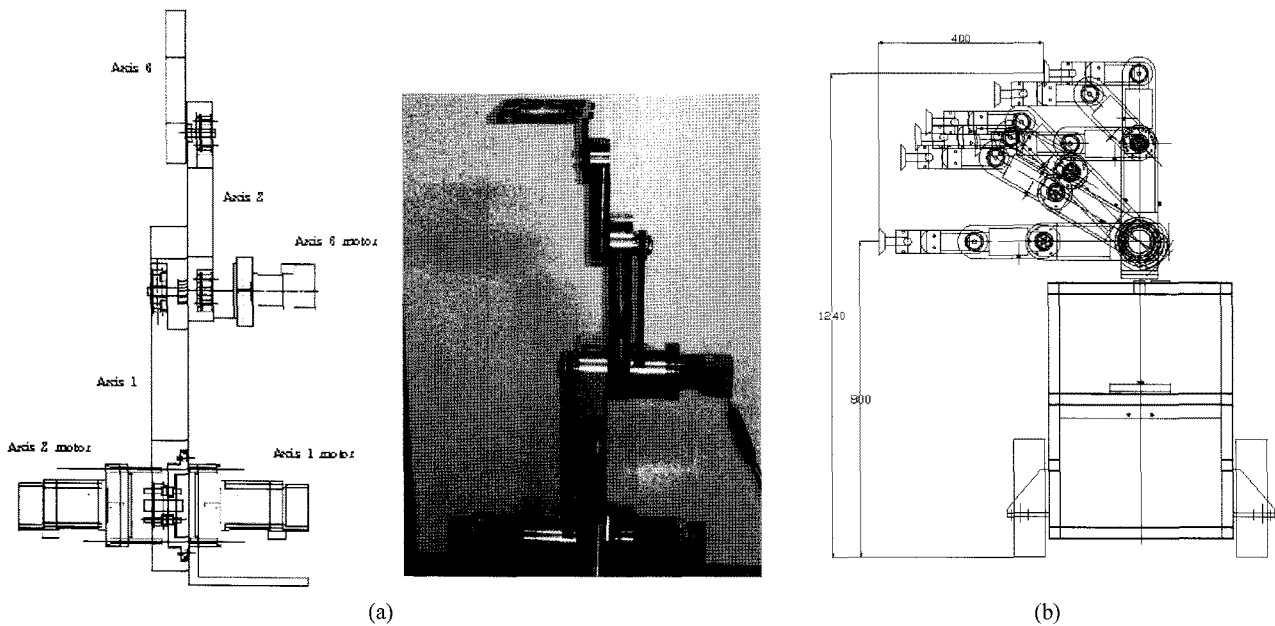 Axis 6
Axis 2
Axis 6 motor
Axis 1
Axis 2 motor
Axis 1 motor
(a)
400
1240
800
(b)